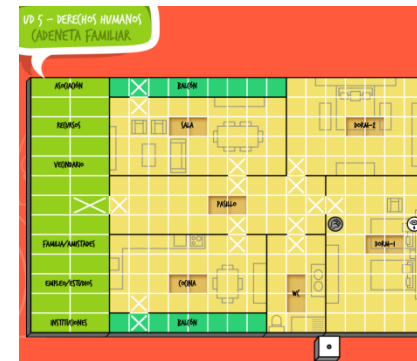 UD 5 - DERECHOS HUMANOS
CADENETA FAMILIAR
ASOCIACIÓN
BALCÓN
RECURSOS
SALA
DORM-2
VECINDARIO
PASILLO
FAMILIA/AMISTADES
DORM-1
EMPLEO/ESTUDIOS
COCINA
WC
INSTITUCIONES
BALCÓN